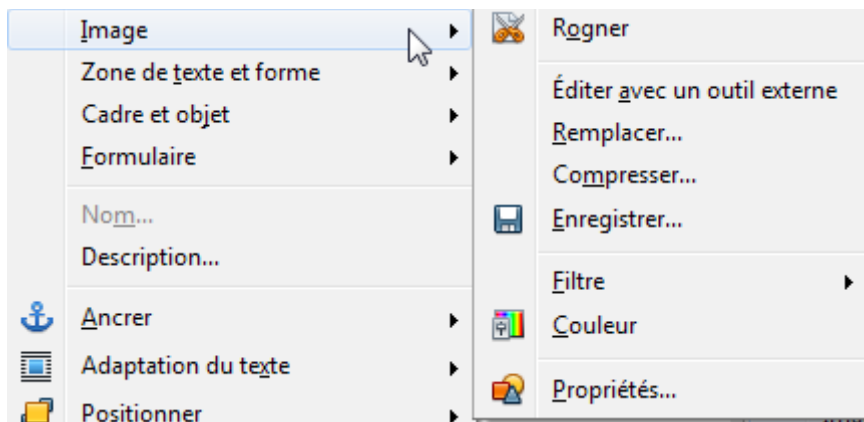 Image
Zone de texte et forme
Cadre et objet
Formulaire
Nom...
Description...
Ancrer
Adaptation du texte
Positionner
Rogner
Éditer avec un outil externe
Remplacer...
Compresser...
Enregistrer...
Filtre
Couleur
Propriétés...